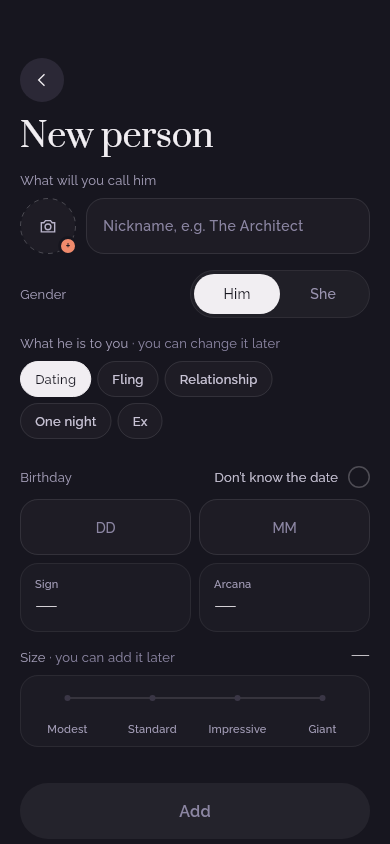 New person
What will you call him
Nickname, e.g. The Architect
Gender
Him
She
What he is to you · you can change it later
Dating
Fling
Relationship
One night
Ex
Birthday
Don't know the date
DD
MM
Sign
—
Arcana
—
Size · you can add it later
—
Modest
Standard
Impressive
Giant
Add